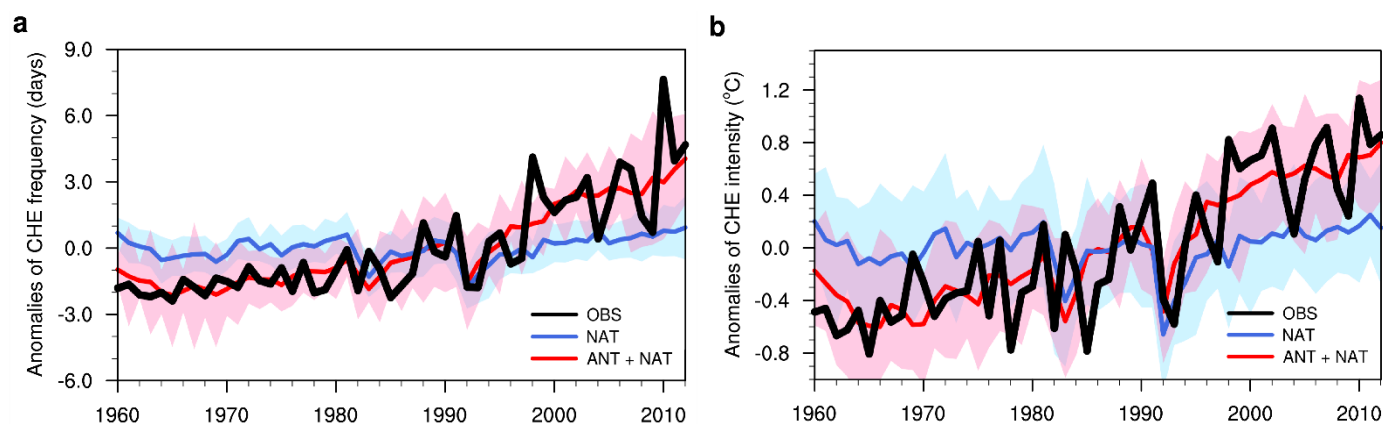 a
Anomalies of CHE frequency (days)
9.0
6.0
3.0
0.0
-3.0
-6.0
OBS
NAT
ANT + NAT
1960 1970 1980 1990 2000 2010
b
Anomalies of CHE intensity (°C)
1.2
0.8
0.4
0.0
-0.4
-0.8
OBS
NAT
ANT + NAT
1960 1970 1980 1990 2000 2010